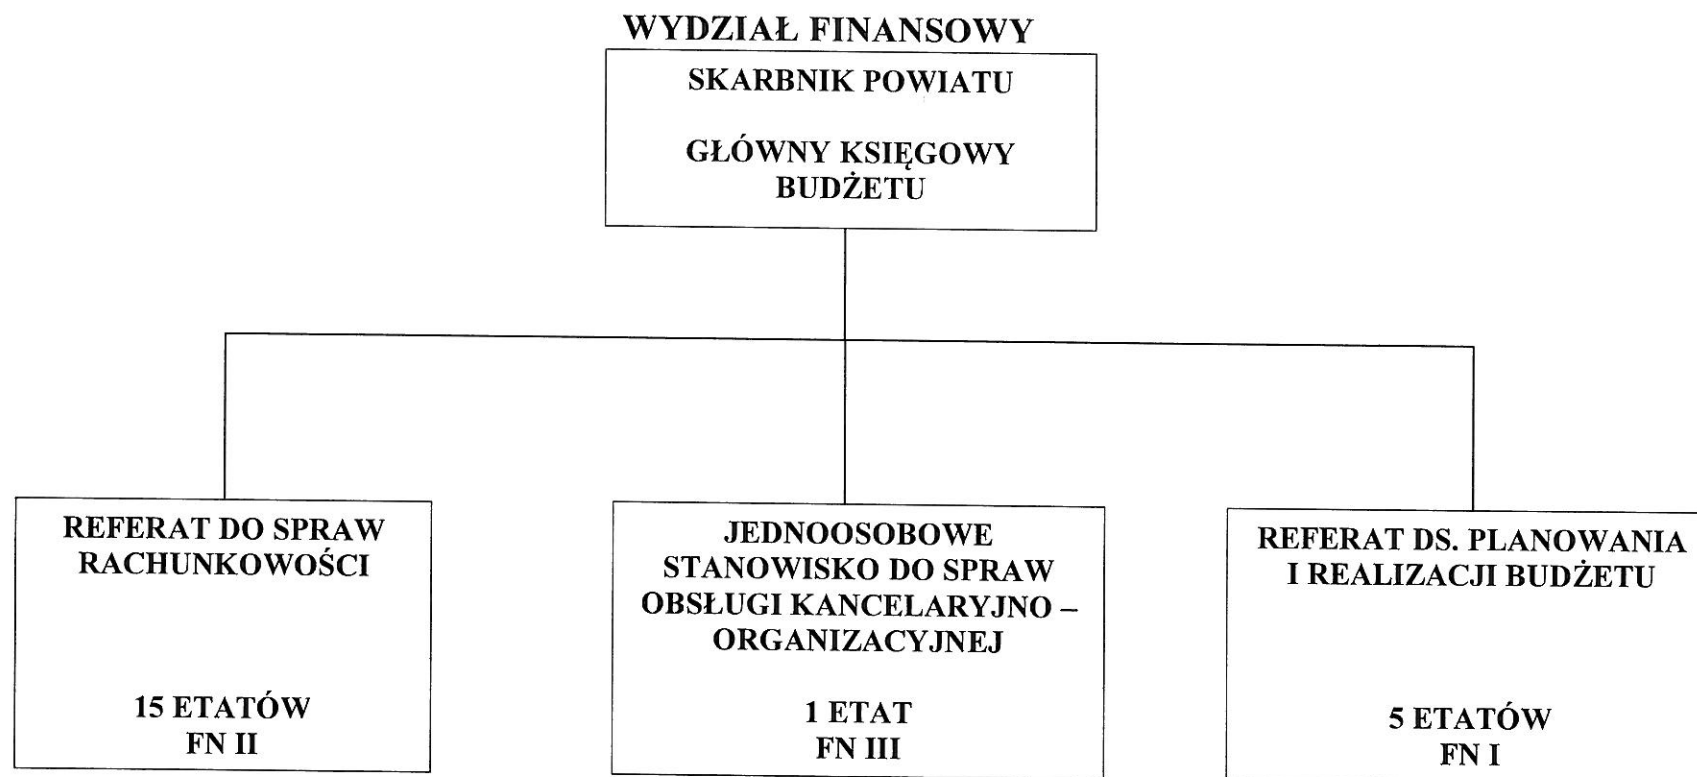 WYDZIAŁ FINANSOWY
SKARBNIK POWIATU
GŁÓWNY KSIĘGOWY
BUDŻETU
REFERAT DO SPRAW
RACHUNKOWOŚCI
15 ETATÓW
FN II
JEDNOOSOBOWE
STANOWISKO DO SPRAW
OBSŁUGI KANCELARYJNO –
ORGANIZACYJNEJ
1 ETAT
FN III
REFERAT DS. PLANOWANIA
I REALIZACJI BUDŻETU
5 ETATÓW
FN I